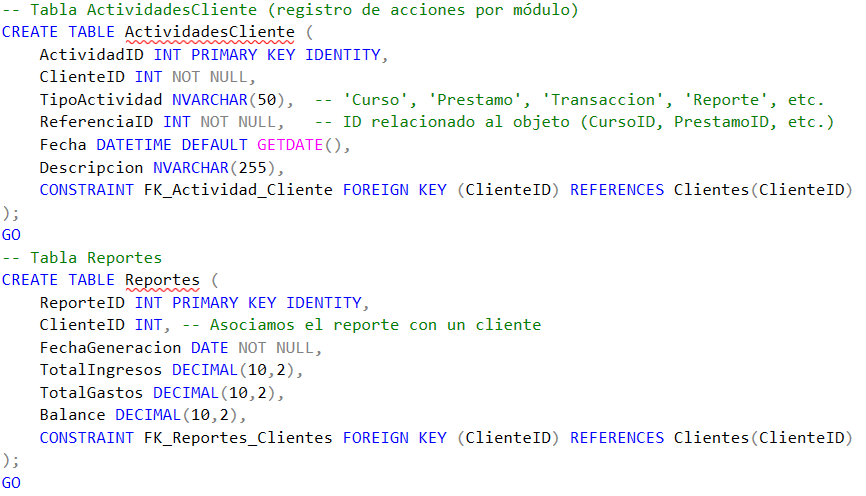 -- Tabla ActividadesCliente (registro de acciones por módulo)
CREATE TABLE ActividadesCliente (
    ActividadID INT PRIMARY KEY IDENTITY,
    ClienteID INT NOT NULL,
    TipoActividad NVARCHAR(50),  -- 'Curso', 'Prestamo', 'Transaccion', 'Reporte', etc.
    ReferenciaID INT NOT NULL,   -- ID relacionado al objeto (CursoID, PrestamoID, etc.)
    Fecha DATETIME DEFAULT GETDATE(),
    Descripcion NVARCHAR(255),
    CONSTRAINT FK_Actividad_Cliente FOREIGN KEY (ClienteID) REFERENCES Clientes(ClienteID)
);
GO
-- Tabla Reportes
CREATE TABLE Reportes (
    ReporteID INT PRIMARY KEY IDENTITY,
    ClienteID INT, -- Asociamos el reporte con un cliente
    FechaGeneracion DATE NOT NULL,
    TotalIngresos DECIMAL(10,2),
    TotalGastos DECIMAL(10,2),
    Balance DECIMAL(10,2),
    CONSTRAINT FK_Reportes_Clientes FOREIGN KEY (ClienteID) REFERENCES Clientes(ClienteID)
);
GO